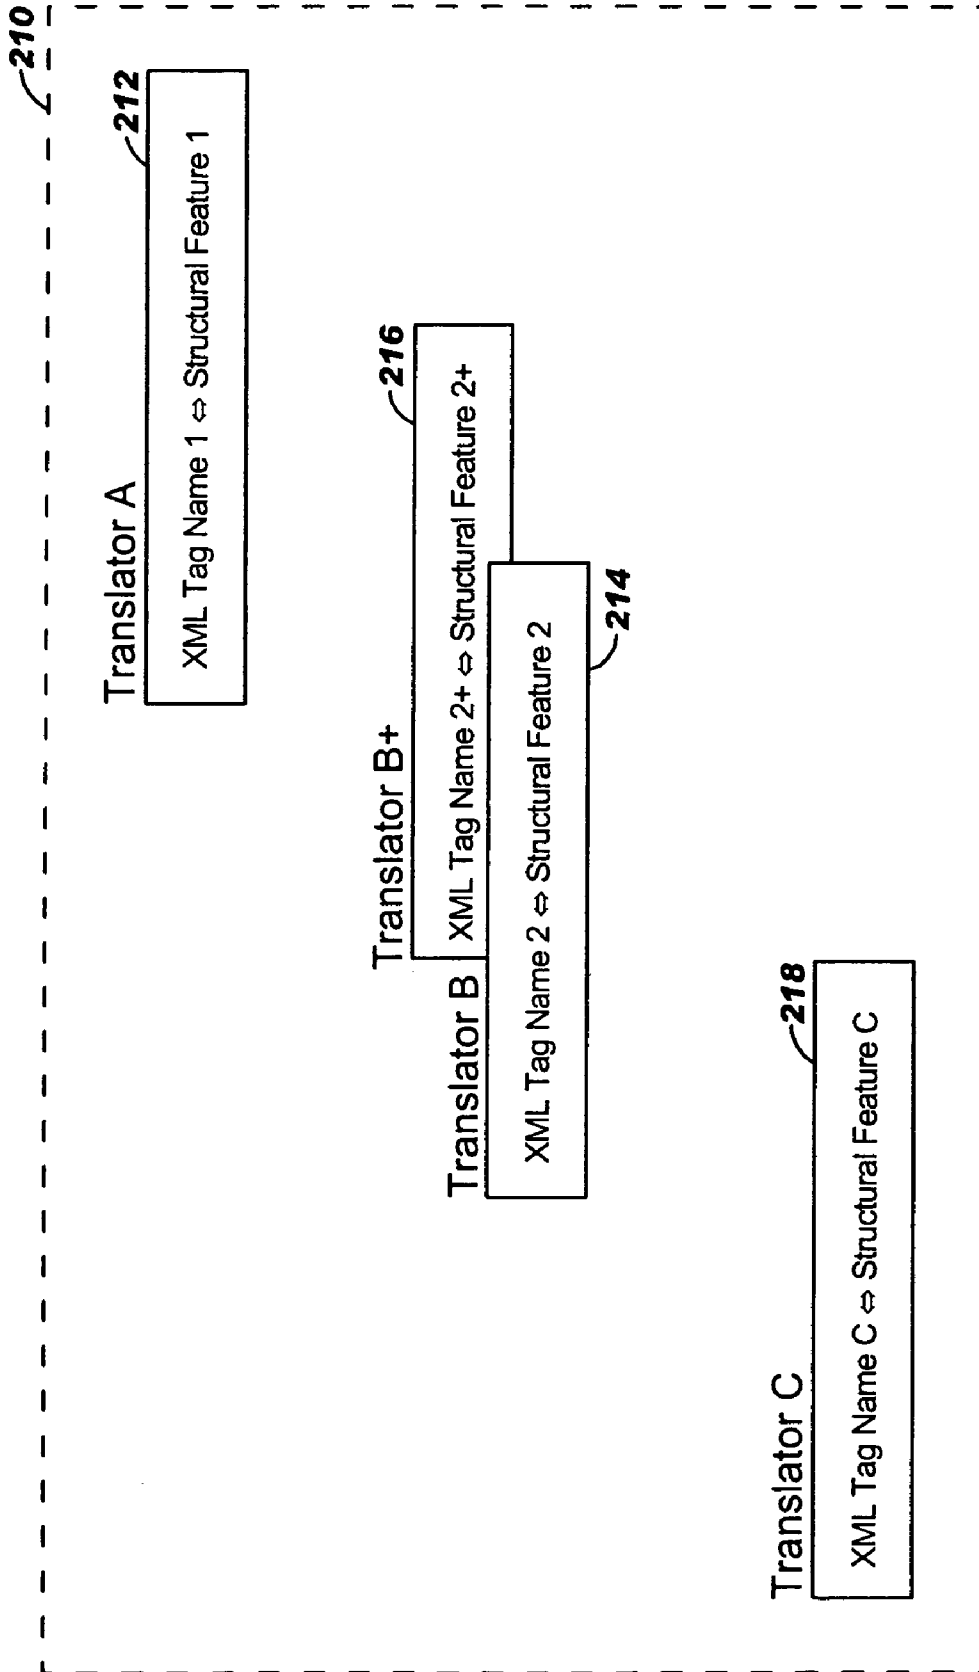 210
Translator A
212
XML Tag Name 1 ⇔ Structural Feature 1
Translator B+
216
XML Tag Name 2+ ⇔ Structural Feature 2+
Translator B
XML Tag Name 2 ⇔ Structural Feature 2
214
Translator C
218
XML Tag Name C ⇔ Structural Feature C